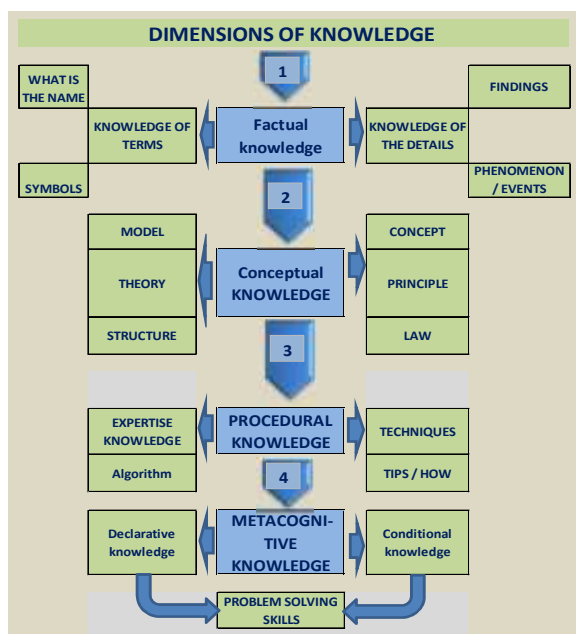 DIMENSIONS OF KNOWLEDGE
1
WHAT IS
THE NAME
FINDINGS
KNOWLEDGE OF
TERMS
Factual
knowledge
KNOWLEDGE OF
THE DETAILS
SYMBOLS
PHENOMENON
/ EVENTS
2
MODEL
CONCEPT
THEORY
Conceptual
KNOWLEDGE
PRINCIPLE
STRUCTURE
LAW
3
EXPERTISE
KNOWLEDGE
PROCEDURAL
KNOWLEDGE
TECHNIQUES
Algorithm
4
TIPS / HOW
Declarative
knowledge
METACOGNI-
TIVE
KNOWLEDGE
Conditional
knowledge
PROBLEM SOLVING
SKILLS